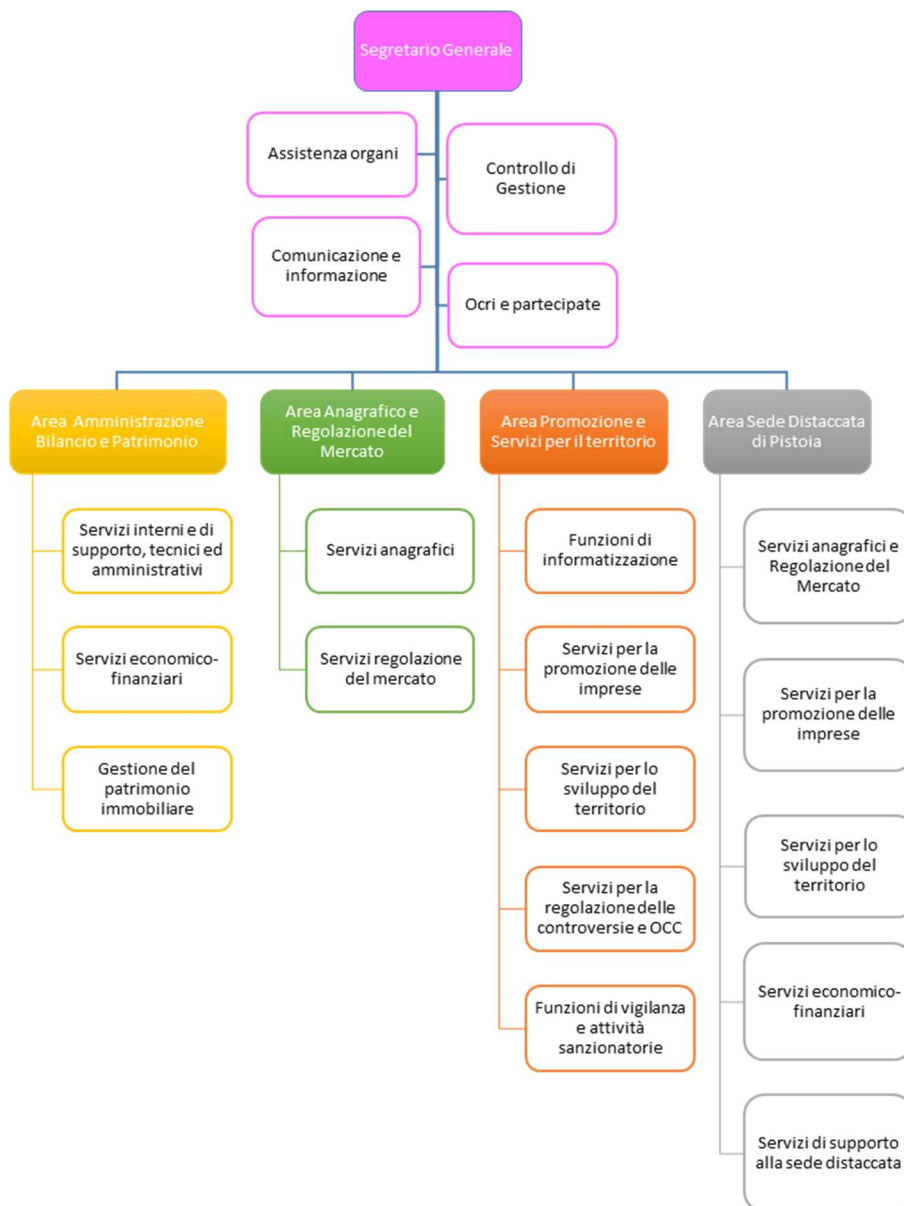 Segretario Generale
Assistenza organi
Controllo di
Gestione
Comunicazione e
informazione
Ocri e partecipate
Area Amministrazione
Bilancio e Patrimonio
Servizi interni e di
supporto, tecnici ed
amministrativi
Servizi economico-
finanziari
Gestione del
patrimonio
immobiliare
Area Anagrafico e
Regolazione del
Mercato
Servizi anagrafici
Servizi regolazione
del mercato
Area Promozione e
Servizi per il territorio
Funzioni di
informatizzazione
Servizi per la
promozione delle
imprese
Servizi per lo
sviluppo del
territorio
Servizi per la
regolazione delle
controversie e OCC
Funzioni di vigilanza
e attività
sanzionatorie
Area Sede Distaccata
di Pistoia
Servizi anagrafici e
Regolazione del
Mercato
Servizi per la
promozione delle
imprese
Servizi per lo
sviluppo del
territorio
Servizi economico-
finanziari
Servizi di supporto
alla sede distaccata